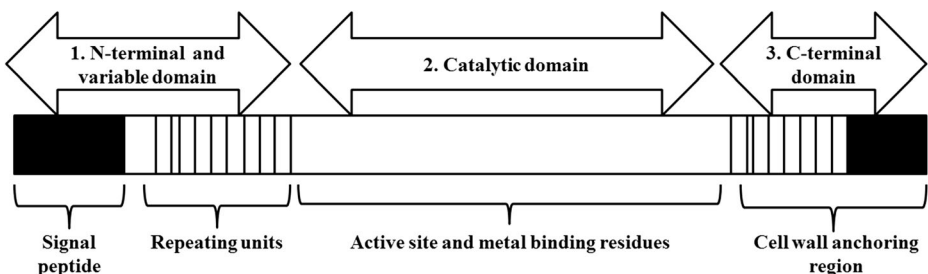 1. N-terminal and
variable domain
2. Catalytic domain
3. C-terminal
domain
Signal
peptide
Repeating units
Active site and metal binding residues
Cell wall anchoring
region